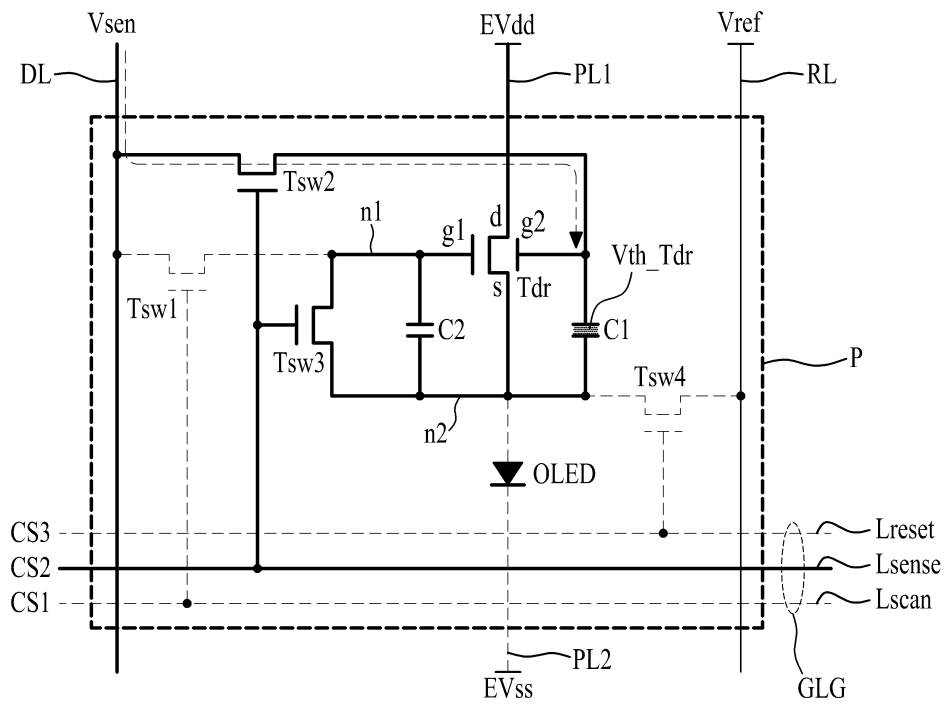 Vsen
EVdd
Vref
DL
PL1
RL
Tsw2
n1
g1
d
g2
Vth_Tdr
s
Tdr
Tsw1
Tsw3
C2
C1
Tsw4
P
n2
OLED
CS3
Lreset
CS2
Lsense
CS1
Lscan
PL2
EVss
GLG